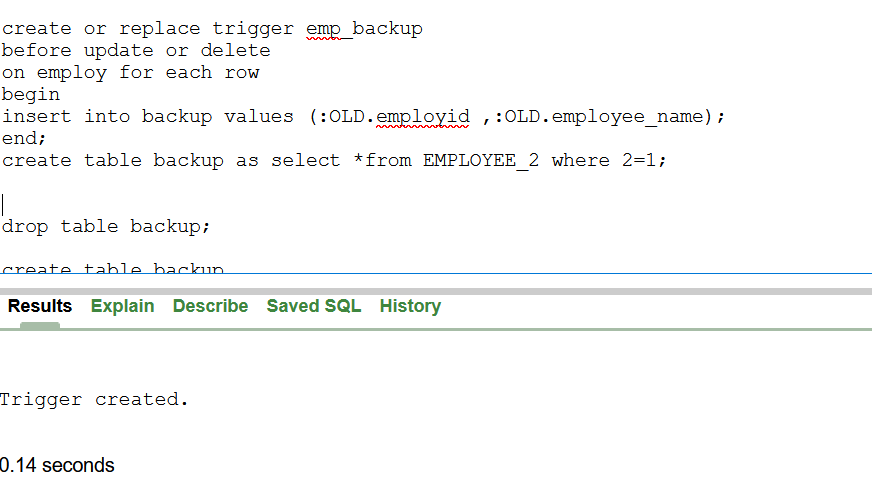 create or replace trigger emp_backup
before update or delete
on employ for each row
begin
insert into backup values (:OLD.employid ,:OLD.employee_name);
end;
create table backup as select *from EMPLOYEE_2 where 2=1;
drop table backup;
create table backup
Results Explain Describe Saved SQL History
Trigger created.
0.14 seconds